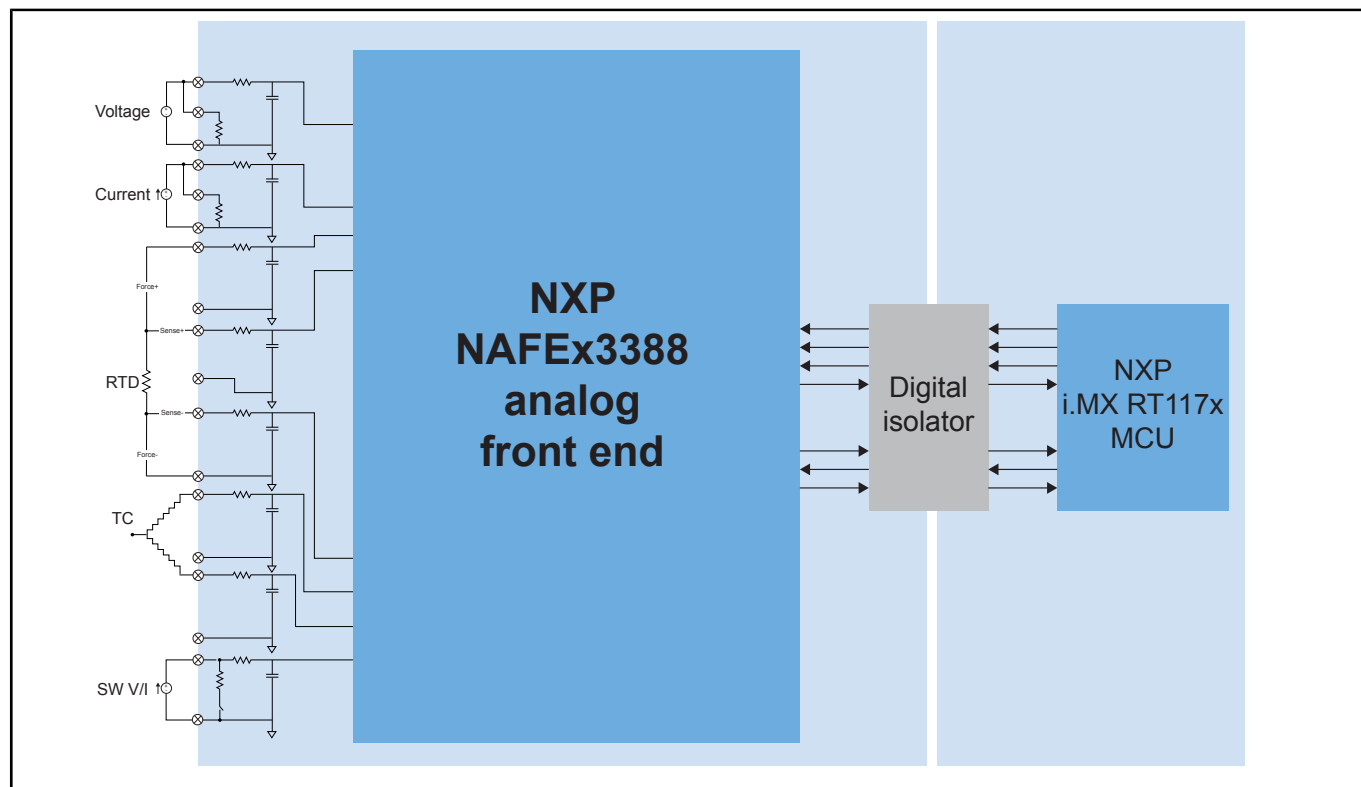 Voltage
Current
Force+
Sense+
RTD
Sense-
Force-
TC
SW V/I
NXP
NAFEx3388
analog
front end
Digital
isolator
NXP
i.MX RT117x
MCU